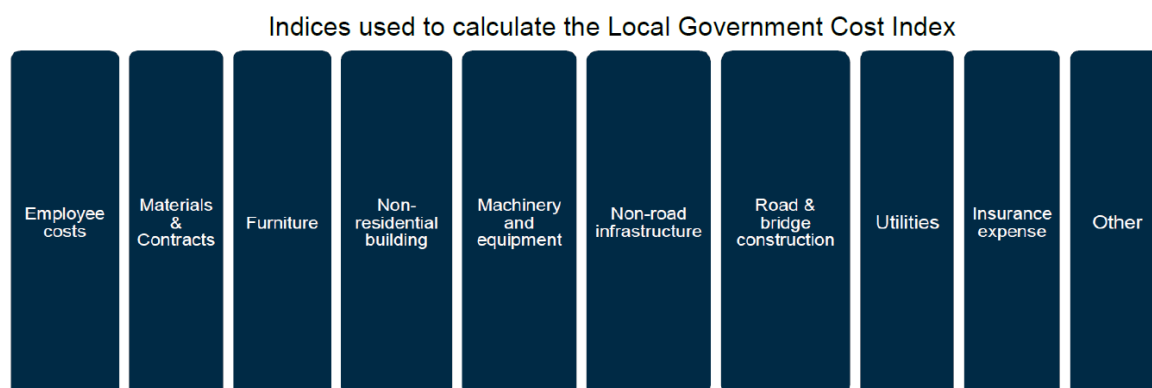 Indices used to calculate the Local Government Cost Index
Employee
costs
Materials
&
Contracts
Furniture
Non-
residential
building
Machinery
and
equipment
Non-road
infrastructure
Road &
bridge
construction
Utilities
Insurance
expense
Other